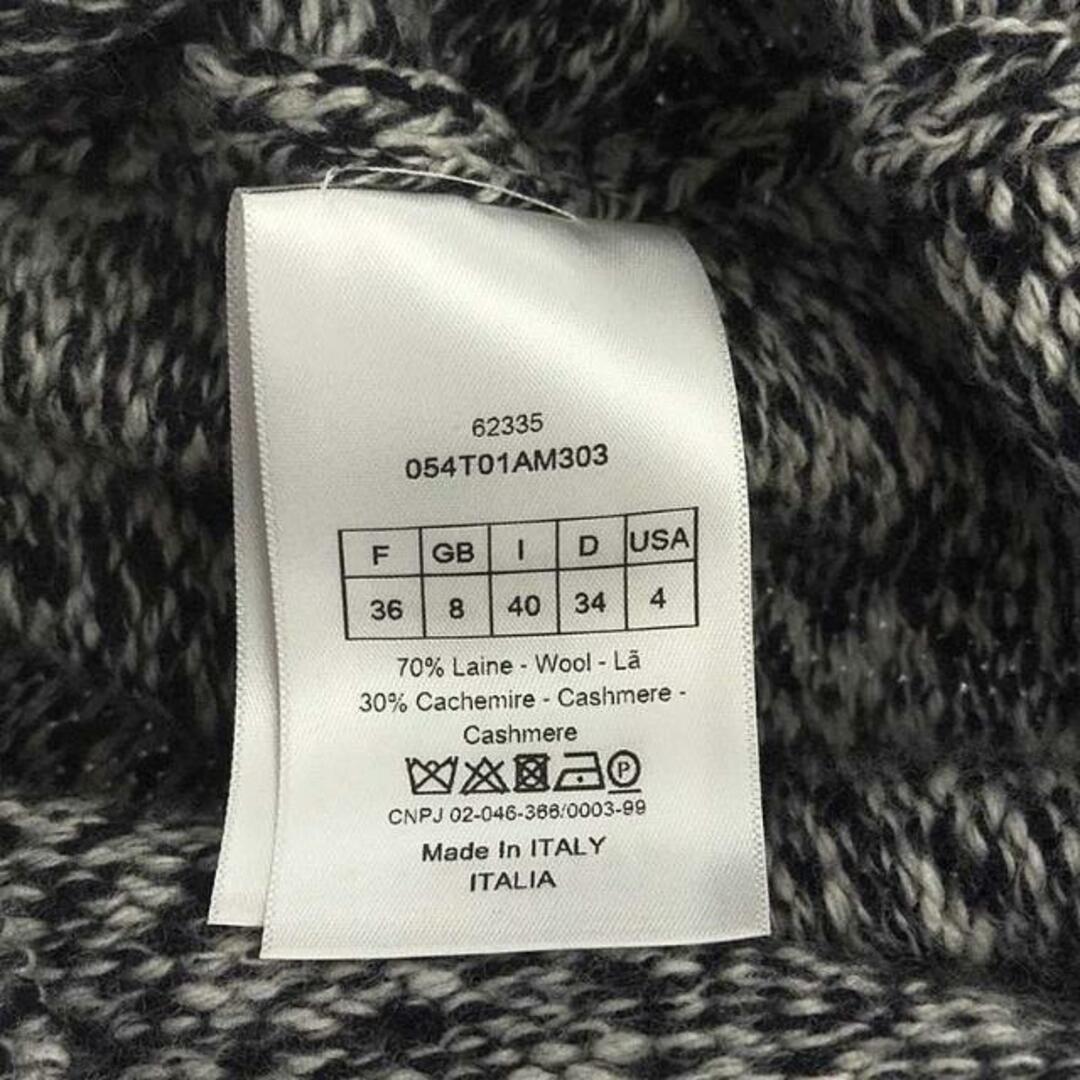 62335
054T01AM303
F GB I D USA
36 8 40 34 4
70% Laine - Wool - Lã
30% Cachemire - Cashmere -
Cashmere
P
CNPJ 02-046-366/0003-99
Made In ITALY
ITALIA